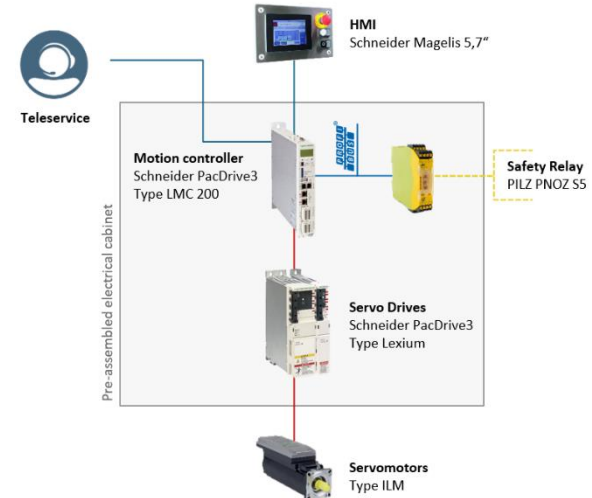 HMI
Schneider Magelis 5,7“
Teleservice
Motion controller
Schneider PacDrive3
Type LMC 200
Safety Relay
PILZ PNOZ S5
Pre-assembled electrical cabinet
Servo Drives
Schneider PacDrive3
Type Lexium
Servomotors
Type ILM